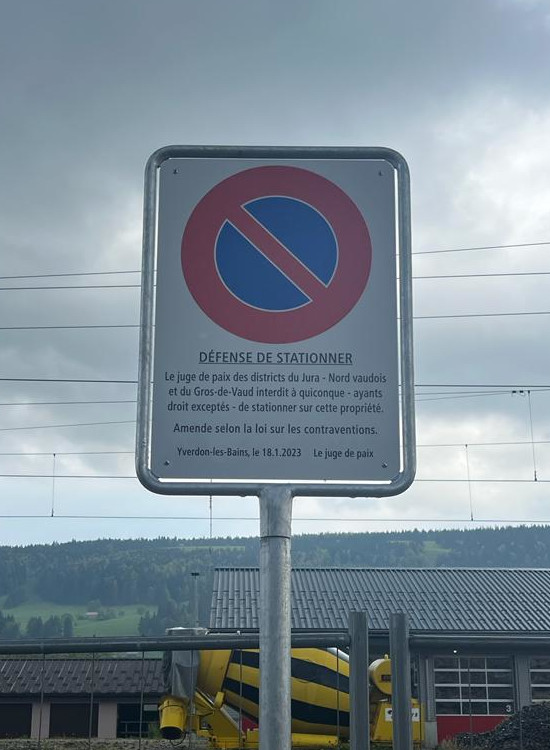 DÉFENSE DE STATIONNER
Le juge de paix des districts du Jura - Nord vaudois
et du Gros-de-Vaud interdit à quiconque - ayants
droit exceptés - de stationner sur cette propriété.
Amende selon la loi sur les contraventions.
Yverdon-les-Bains, le 18.1.2023 Le juge de paix
3